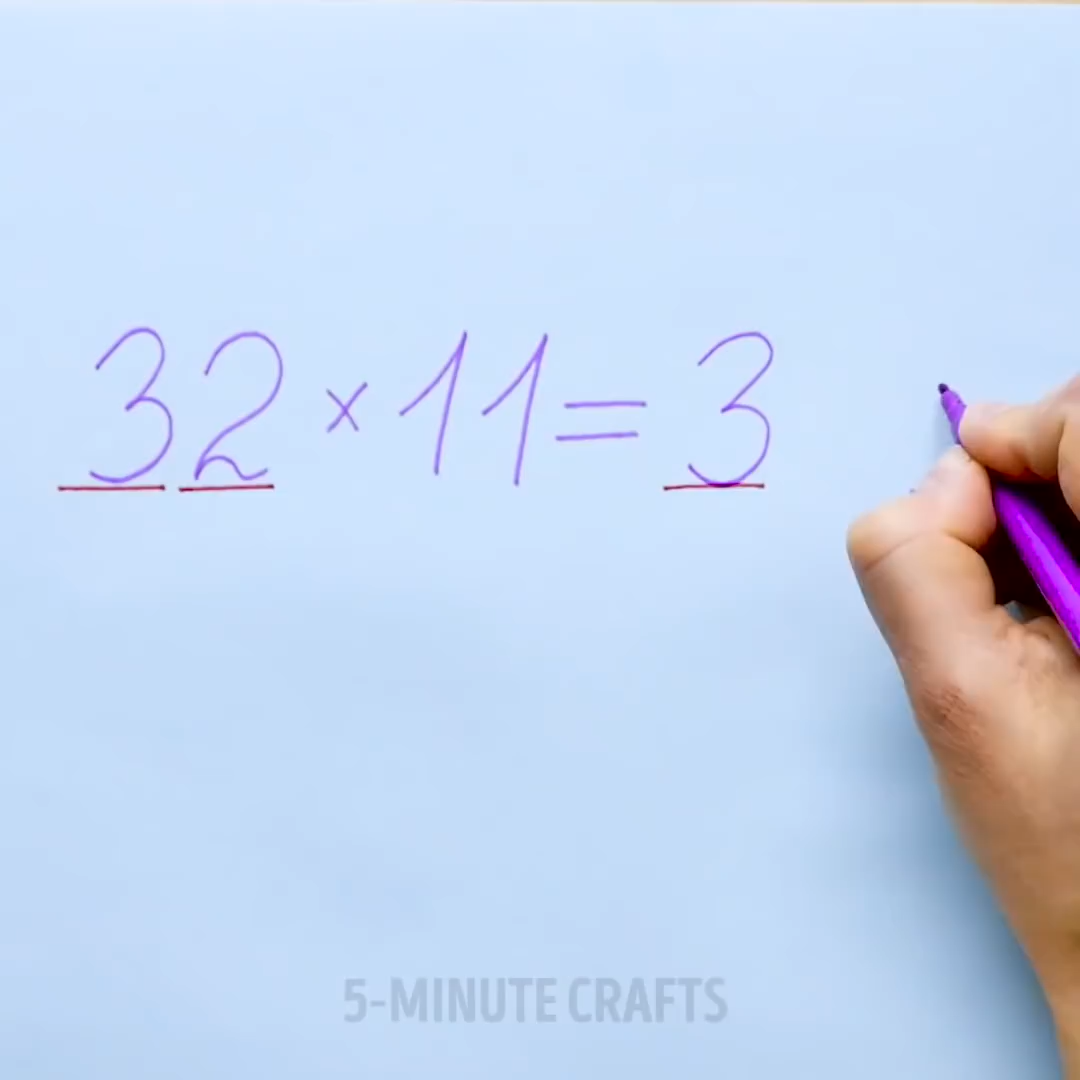 32 × 11 = 3
5-MINUTE CRAFTS